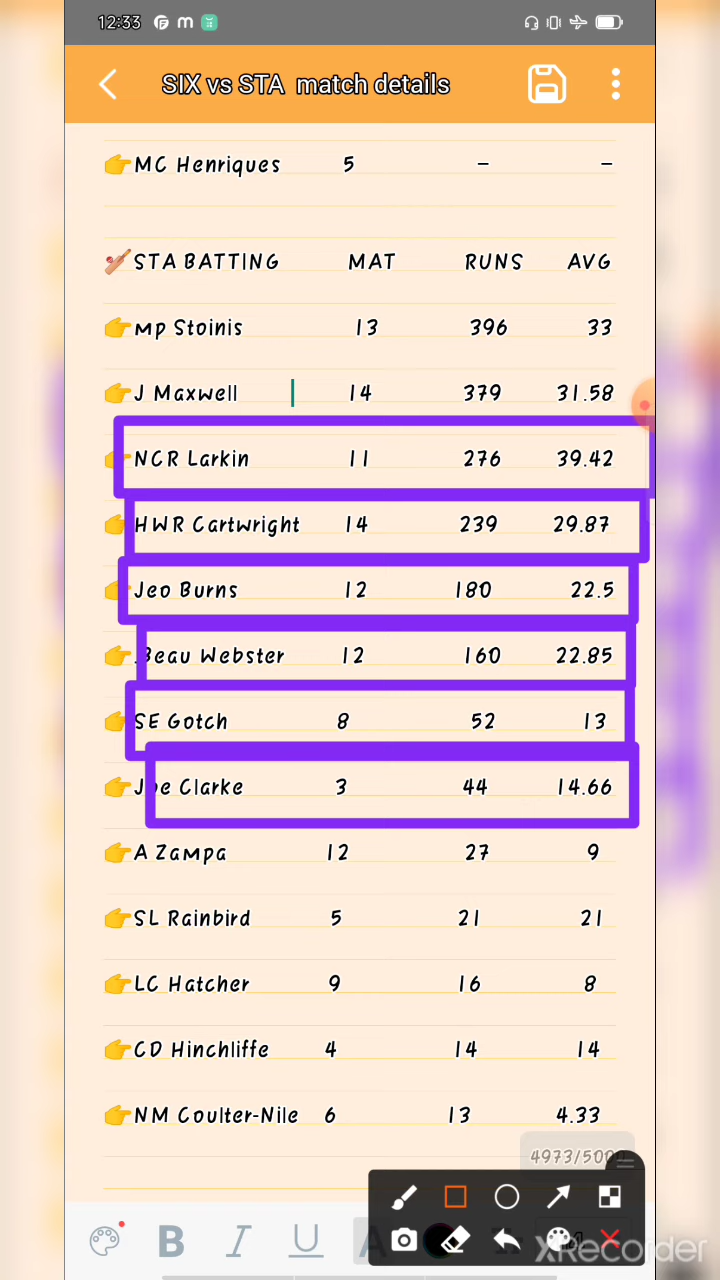 12:33
SIX vs STA match details
MC Henriques 5 – –
STA BATTING MAT RUNS AVG
MP Stoinis 13 396 33
J Maxwell 14 379 31.58
NCR Larkin 11 276 39.42
HWR Cartwright 14 239 29.87
Jeo Burns 12 180 22.5
Beau Webster 12 160 22.85
SE Gotch 8 52 13
Joe Clarke 3 44 14.66
A Zampa 12 27 9
SL Rainbird 5 21 21
LC Hatcher 9 16 8
CD Hinchliffe 4 14 14
NM Coulter-Nile 6 13 4.33
4973/5000
B I U A
XRecorder